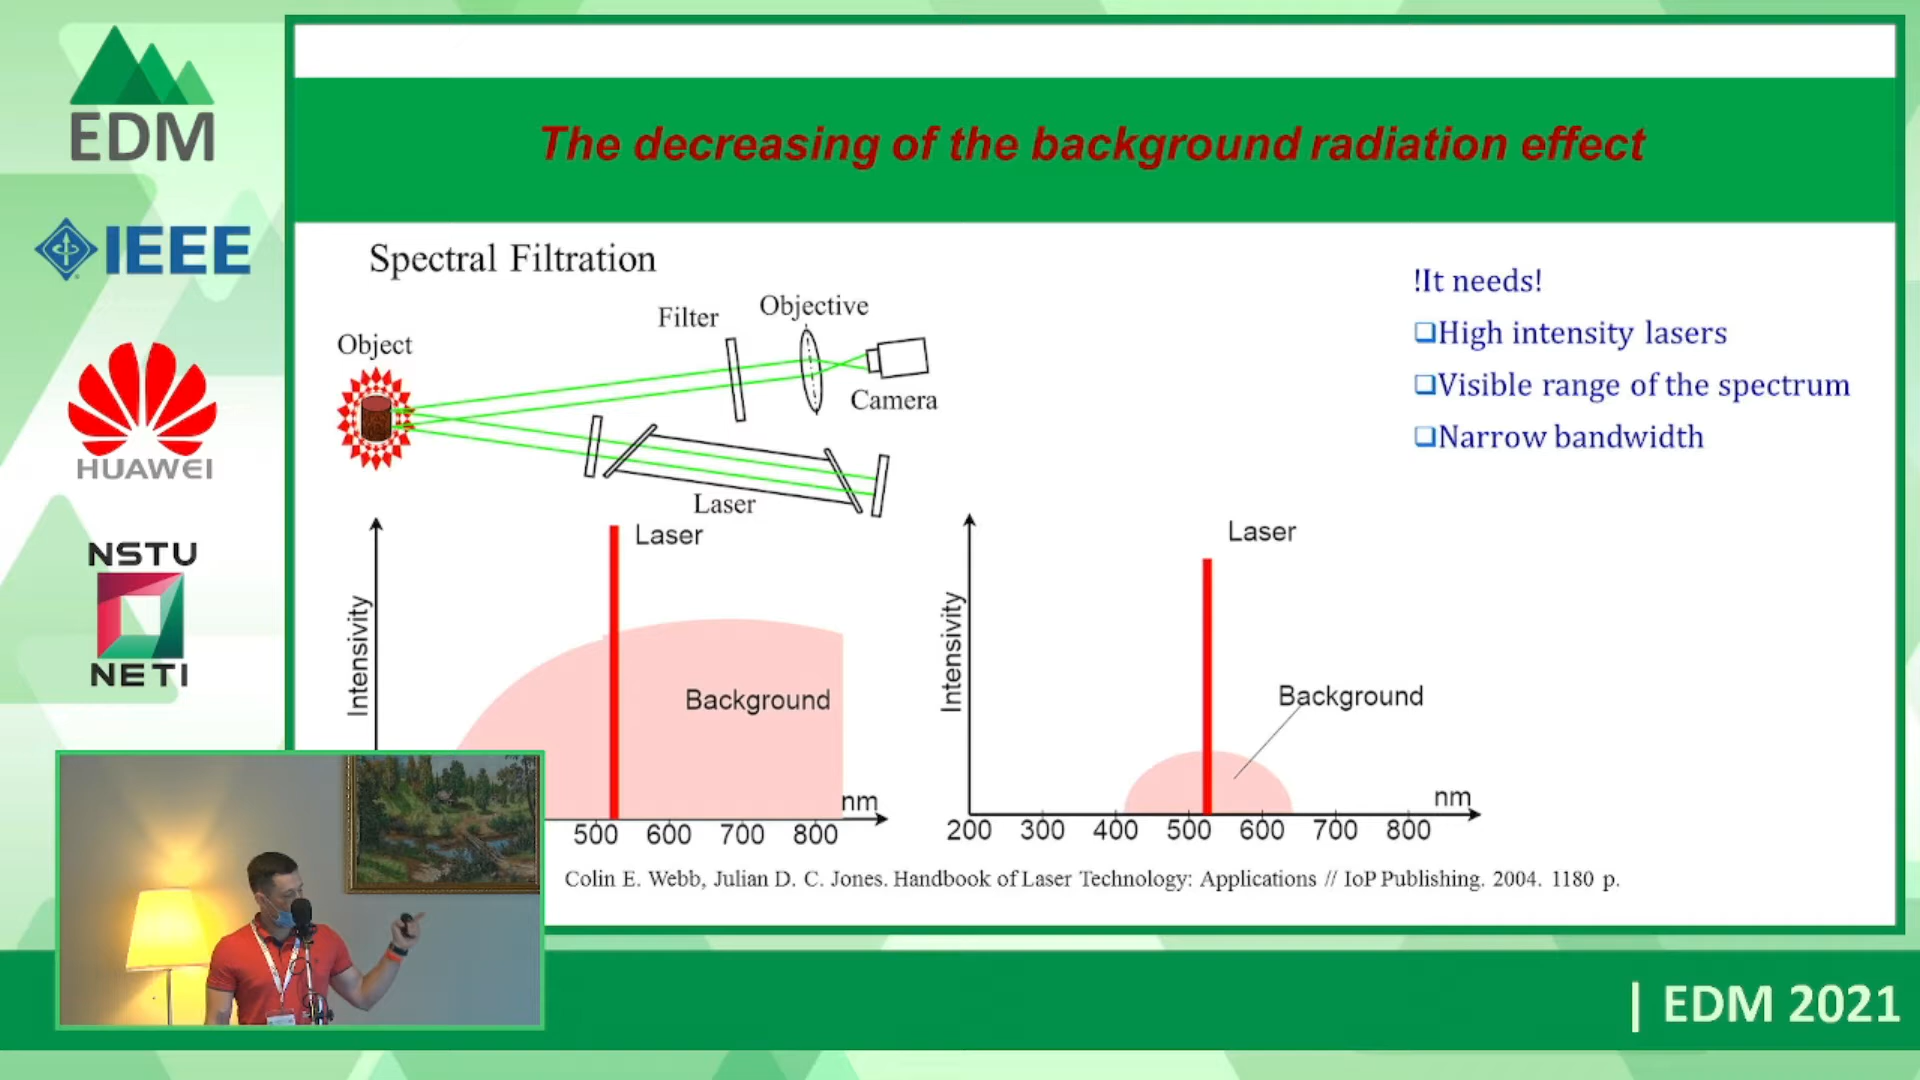 EDM
IEEE
HUAWEI
NSTU
NETI
The decreasing of the background radiation effect
Spectral Filtration
Object
Filter
Objective
Camera
Laser
!It needs!
❑High intensity lasers
❑Visible range of the spectrum
❑Narrow bandwidth
Intensivity
Laser
Background
nm
500 600 700 800
Intensivity
Laser
Background
nm
200 300 400 500 600 700 800
Colin E. Webb, Julian D. C. Jones. Handbook of Laser Technology: Applications // IoP Publishing. 2004. 1180 p.
| EDM 2021